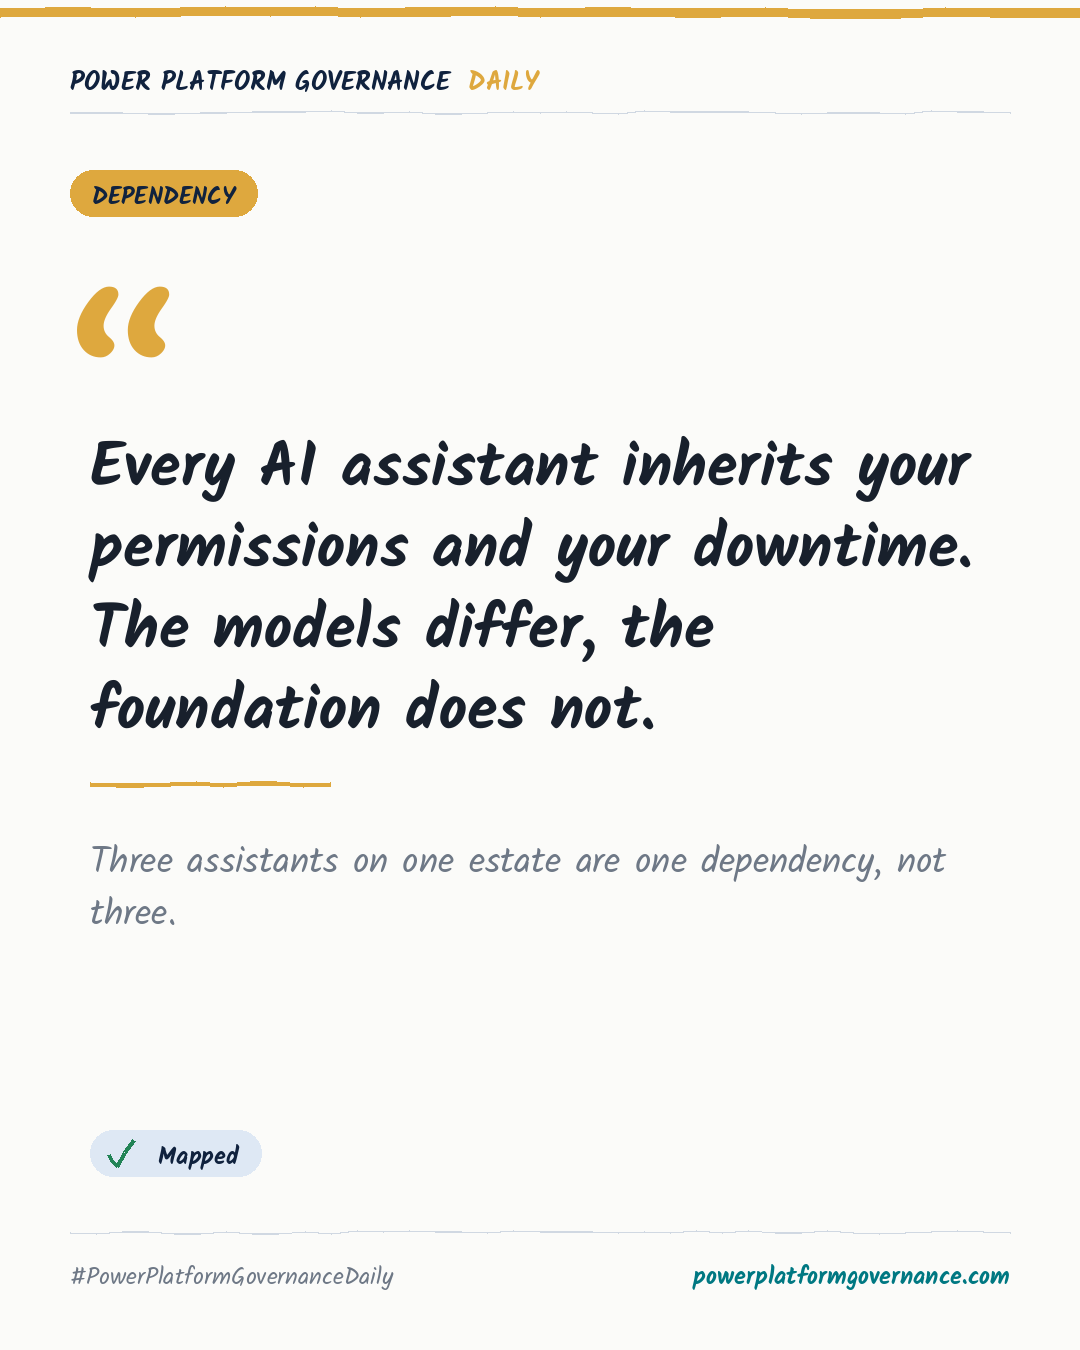 POWER PLATFORM GOVERNANCE DAILY
DEPENDENCY
“
Every AI assistant inherits your
permissions and your downtime.
The models differ, the
foundation does not.
Three assistants on one estate are one dependency, not
three.
✓ Mapped
#PowerPlatformGovernanceDaily
powerplatformgovernance.com